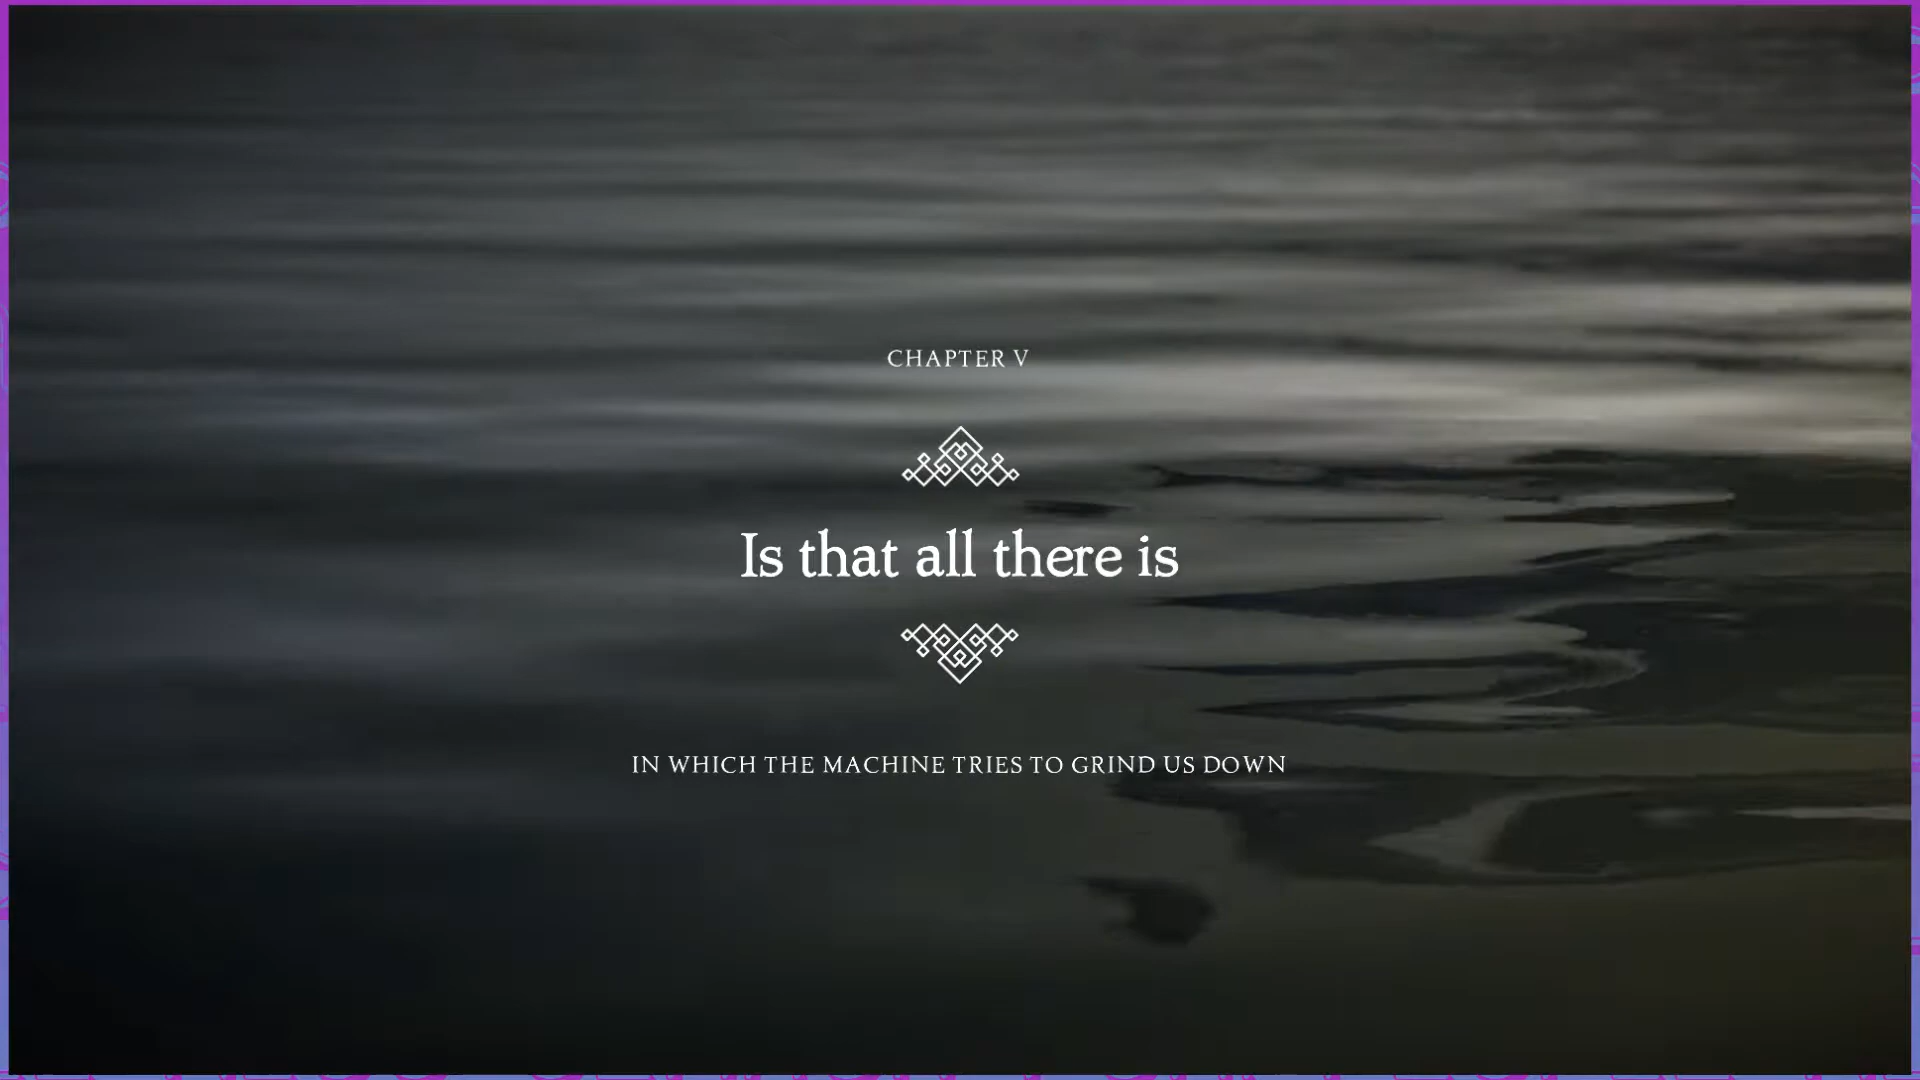 CHAPTER V
Is that all there is
IN WHICH THE MACHINE TRIES TO GRIND US DOWN